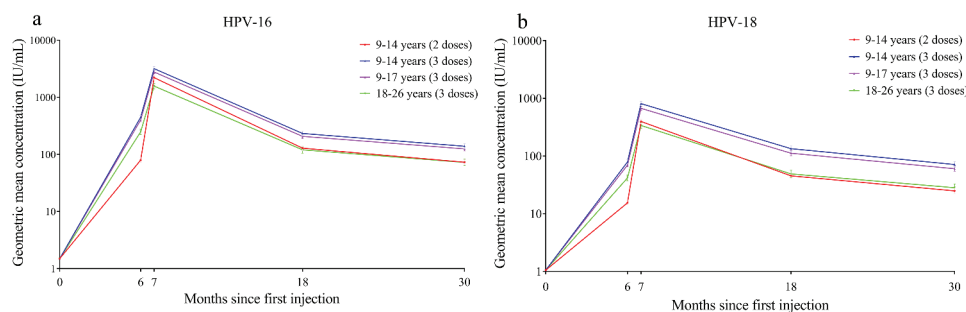 a
HPV-16
Geometric mean concentration (IU/mL)
10000
1000
100
10
1
0
6
7
18
30
Months since first injection
9-14 years (2 doses)
9-14 years (3 doses)
9-17 years (3 doses)
18-26 years (3 doses)
b
HPV-18
Geometric mean concentration (IU/mL)
10000
1000
100
10
1
0
6
7
18
30
Months since first injection
9-14 years (2 doses)
9-14 years (3 doses)
9-17 years (3 doses)
18-26 years (3 doses)